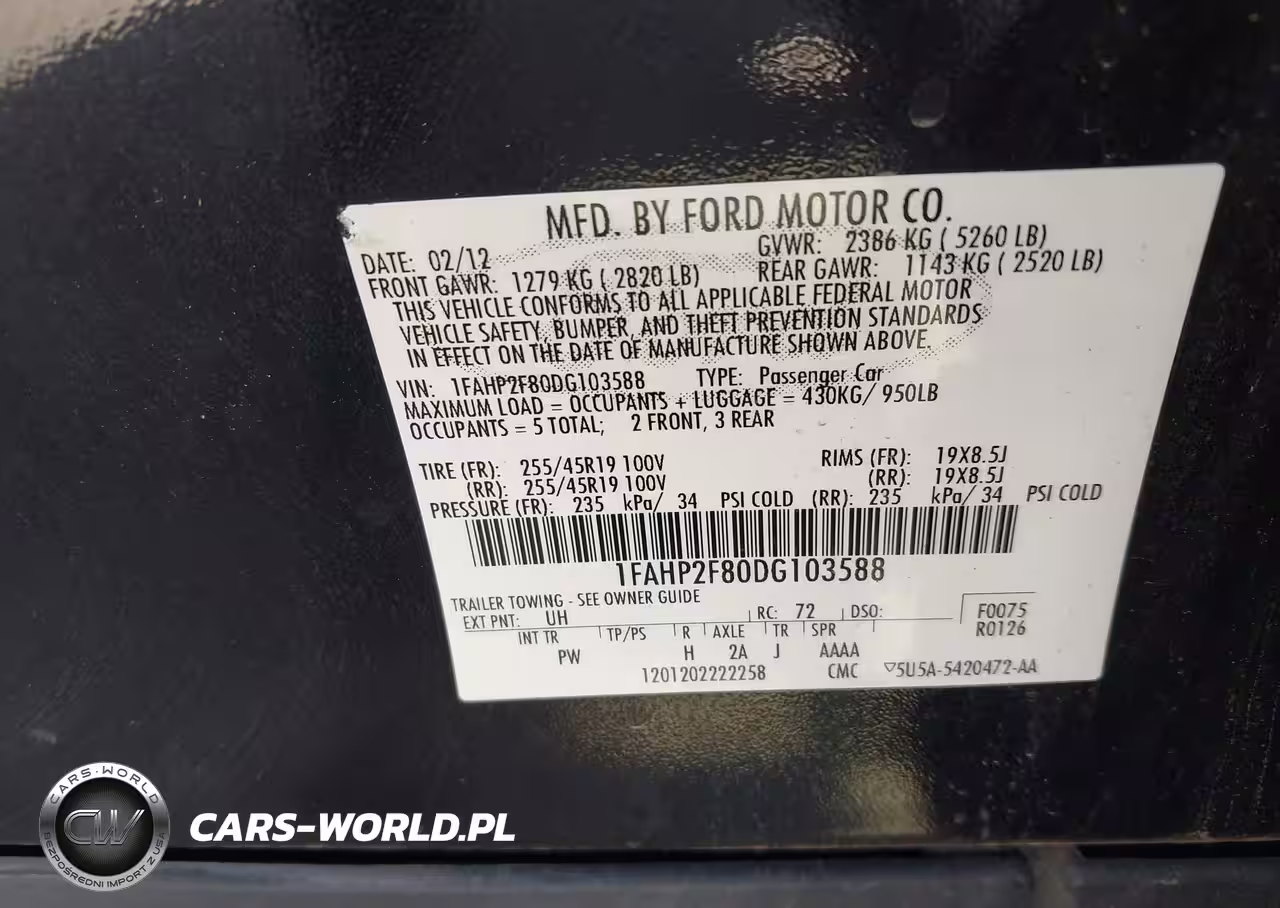 MFD. BY FORD MOTOR CO.
DATE: 02/12 GVWR: 2386 KG ( 5260 LB)
FRONT GAWR: 1279 KG ( 2820 LB) REAR GAWR: 1143 KG ( 2520 LB)
THIS VEHICLE CONFORMS TO ALL APPLICABLE FEDERAL MOTOR
VEHICLE SAFETY, BUMPER, AND THEFT PREVENTION STANDARDS
IN EFFECT ON THE DATE OF MANUFACTURE SHOWN ABOVE.
VIN: 1FAHP2F80DG103588 TYPE: Passenger Car
MAXIMUM LOAD = OCCUPANTS + LUGGAGE = 430KG/ 950LB
OCCUPANTS = 5 TOTAL; 2 FRONT, 3 REAR
TIRE (FR): 255/45R19 100V RIMS (FR): 19X8.5J
(RR): 255/45R19 100V (RR): 19X8.5J
PRESSURE (FR): 235 kPa/ 34 PSI COLD (RR): 235 kPa/ 34 PSI COLD
1FAHP2F80DG103588
TRAILER TOWING - SEE OWNER GUIDE
EXT PNT: UH RC: 72 DSO: F0075
INT TR TP/PS R AXLE TR SPR R0126
PW H 2A J AAAA
1201202222258 CMC 5U5A-5420472-AA
CARS-WORLD
CW
BEZPOŚREDNI IMPORT Z USA
CARS-WORLD.PL